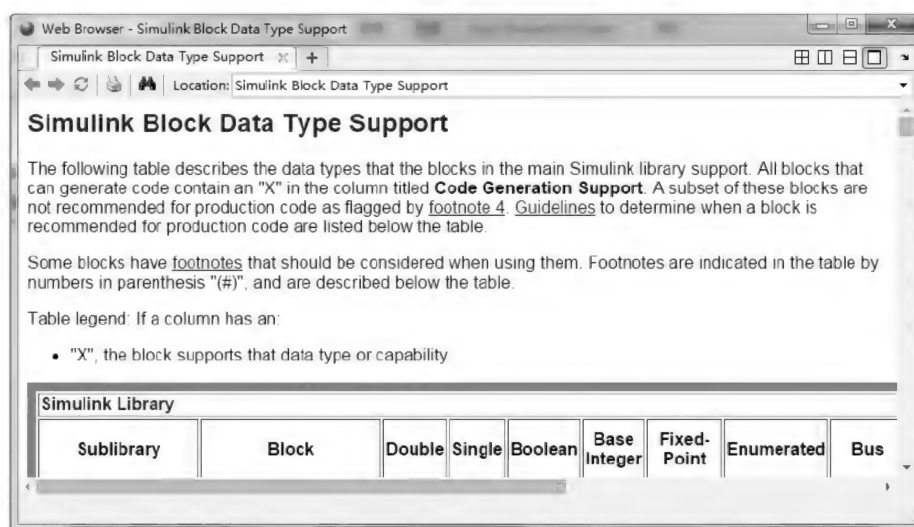 Web Browser - Simulink Block Data Type Support
Simulink Block Data Type Support
Location: Simulink Block Data Type Support
Simulink Block Data Type Support
The following table describes the data types that the blocks in the main Simulink library support. All blocks that
can generate code contain an "X" in the column titled Code Generation Support. A subset of these blocks are
not recommended for production code as flagged by footnote 4. Guidelines to determine when a block is
recommended for production code are listed below the table.
Some blocks have footnotes that should be considered when using them. Footnotes are indicated in the table by
numbers in parenthesis "(#)", and are described below the table.
Table legend: If a column has an:
• "X", the block supports that data type or capability
Simulink Library
Sublibrary Block Double Single Boolean Base Integer Fixed-Point Enumerated Bus